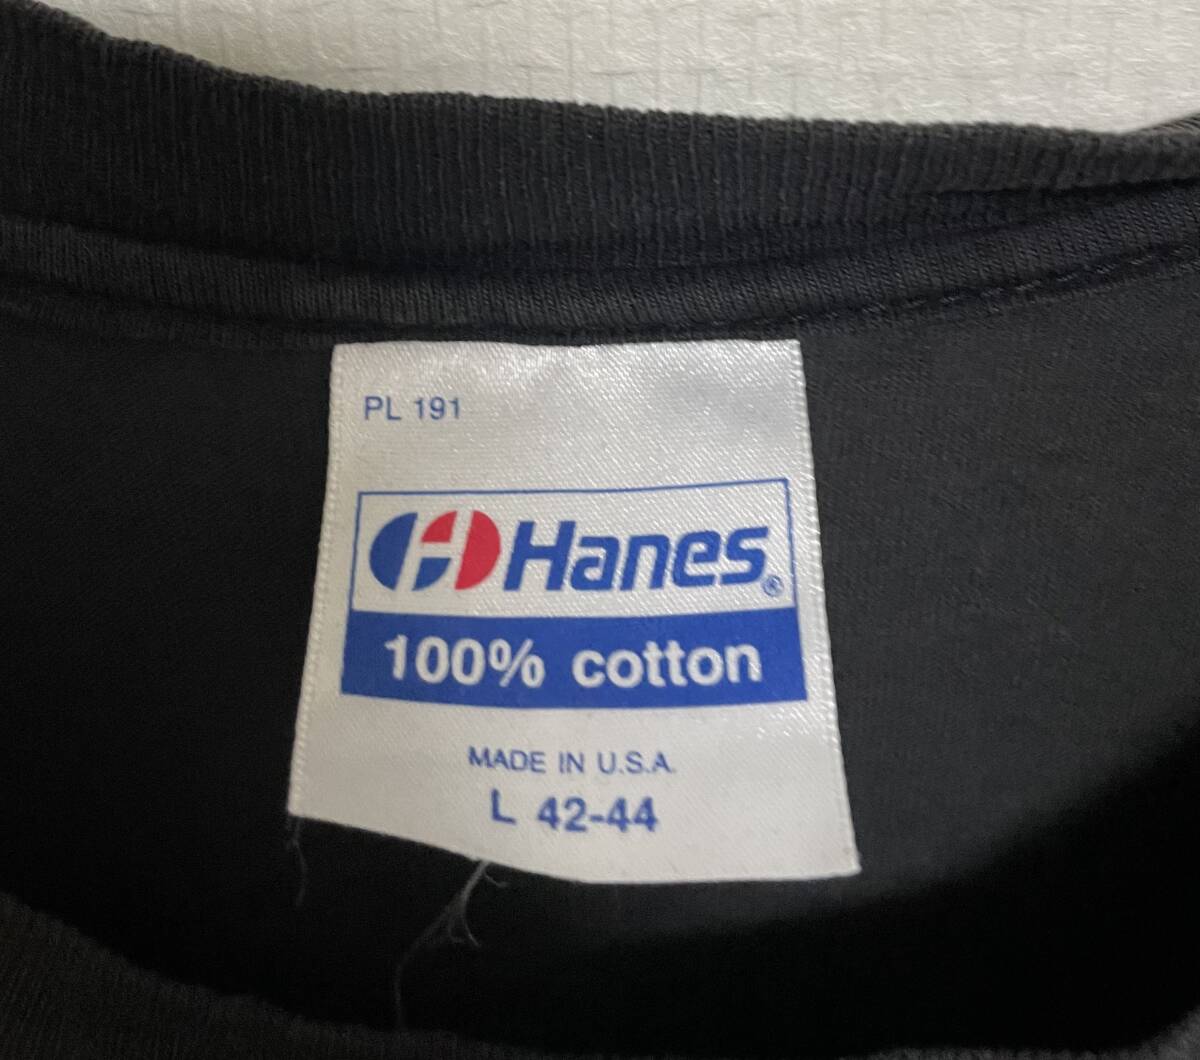 PL 191
Hanes®
100% cotton
MADE IN U.S.A.
L 42-44